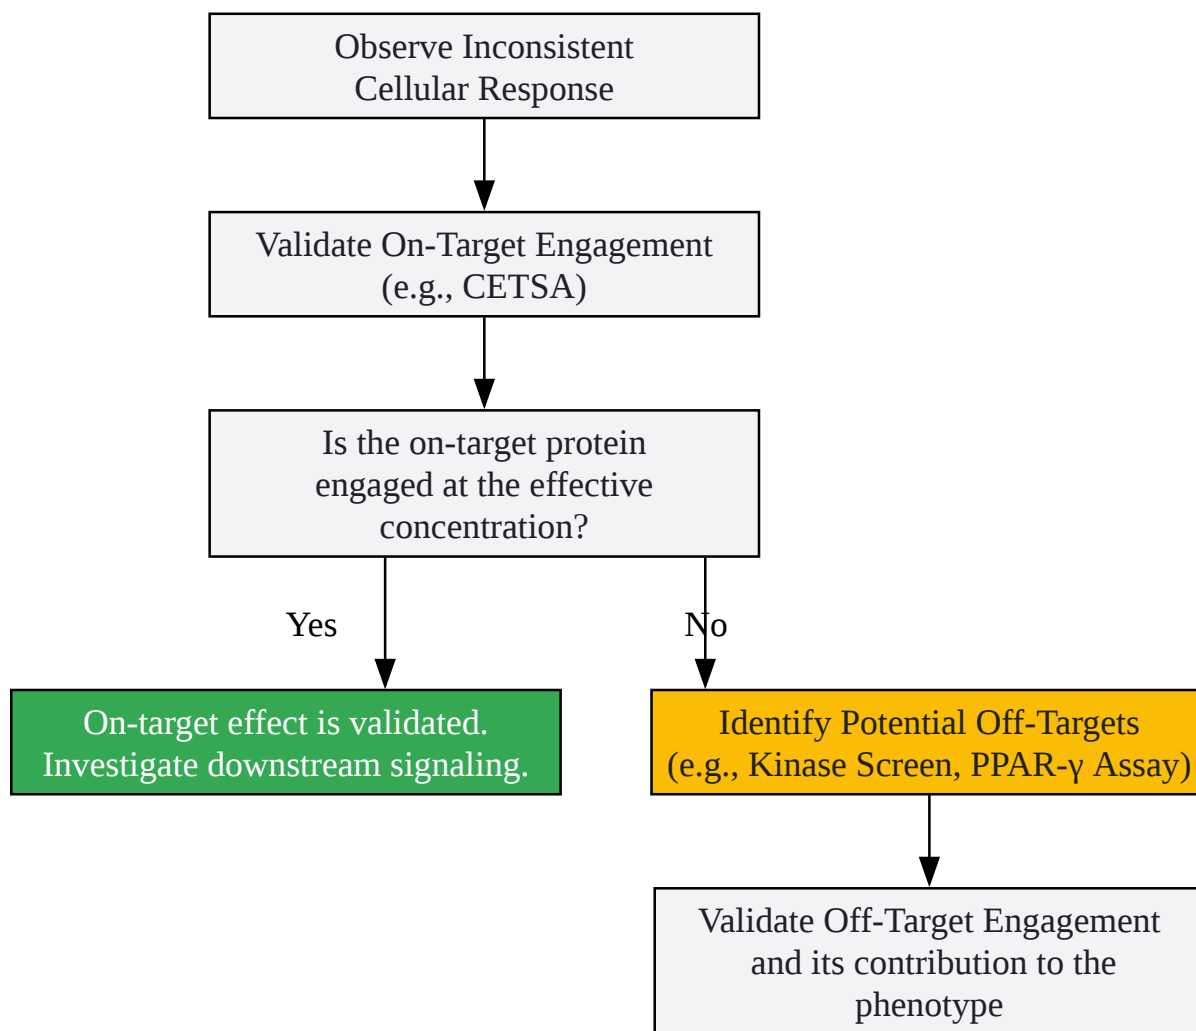 Observe Inconsistent
Cellular Response
Validate On-Target Engagement
(e.g., CETSA)
Is the on-target protein
engaged at the effective
concentration?
Yes
No
On-target effect is validated.
Investigate downstream signaling.
Identify Potential Off-Targets
(e.g., Kinase Screen, PPAR-γ Assay)
Validate Off-Target Engagement
and its contribution to the
phenotype